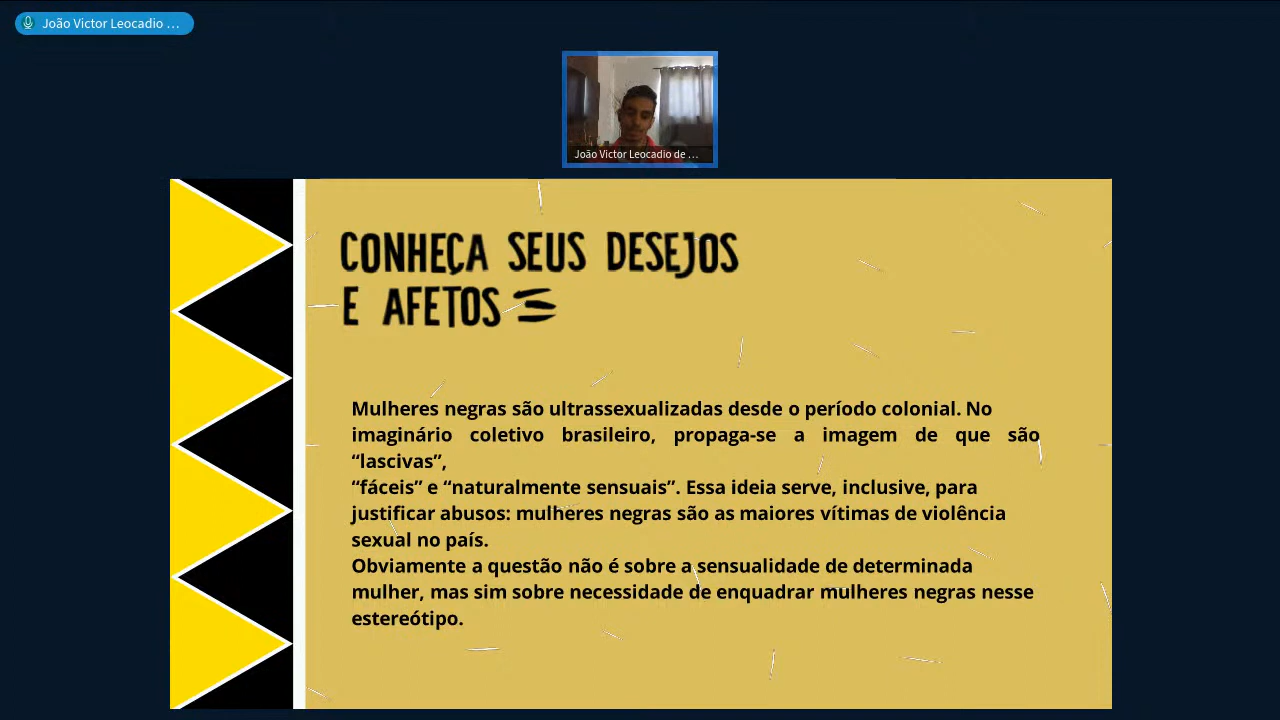 João Victor Leocadio ...
João Victor Leocadio de ...
CONHEÇA SEUS DESEJOS
E AFETOS
Mulheres negras são ultrassexualizadas desde o período colonial. No
imaginário coletivo brasileiro, propaga-se a imagem de que são
“lascivas”,
“fáceis” e “naturalmente sensuais”. Essa ideia serve, inclusive, para
justificar abusos: mulheres negras são as maiores vítimas de violência
sexual no país.
Obviamente a questão não é sobre a sensualidade de determinada
mulher, mas sim sobre necessidade de enquadrar mulheres negras nesse
estereótipo.